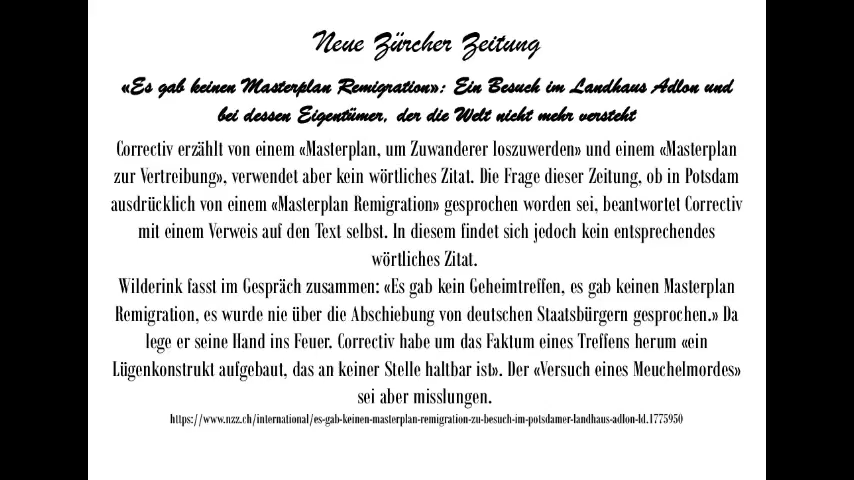 Neue Zürcher Zeitung
«Es gab keinen Masterplan Remigration»: Ein Besuch im Landhaus Adlon und
bei dessen Eigentümer, der die Welt nicht mehr versteht
Correctiv erzählt von einem «Masterplan, um Zuwanderer loszuwerden» und einem «Masterplan
zur Vertreibung», verwendet aber kein wörtliches Zitat. Die Frage dieser Zeitung, ob in Potsdam
ausdrücklich von einem «Masterplan Remigration» gesprochen worden sei, beantwortet Correctiv
mit einem Verweis auf den Text selbst. In diesem findet sich jedoch kein entsprechendes
wörtliches Zitat.
Wilderink fasst im Gespräch zusammen: «Es gab kein Geheimtreffen, es gab keinen Masterplan
Remigration, es wurde nie über die Abschiebung von deutschen Staatsbürgern gesprochen.» Da
lege er seine Hand ins Feuer. Correctiv habe um das Faktum eines Treffens herum «ein
Lügenkonstrukt aufgebaut, das an keiner Stelle haltbar ist». Der «Versuch eines Meuchelmordes»
sei aber misslungen.
https://www.nzz.ch/international/es-gab-keinen-masterplan-remigration-zu-besuch-im-potsdamer-landhaus-adlon-ld.1775950